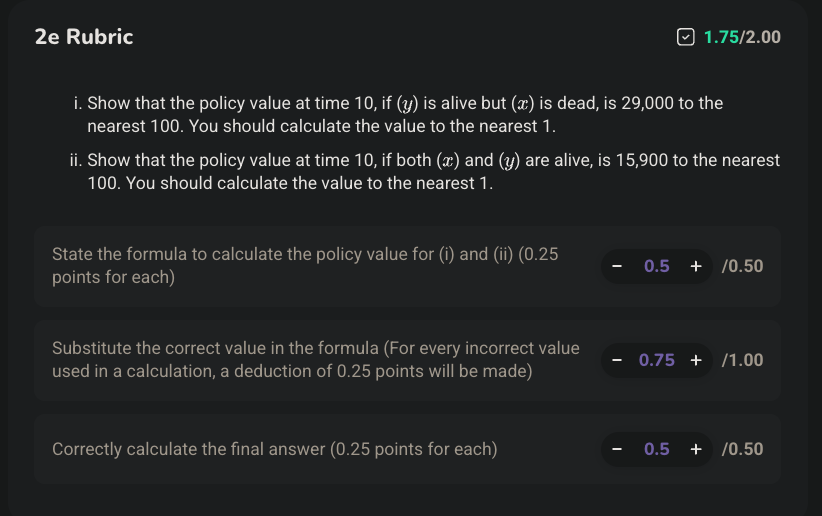 2e Rubric
1.75/2.00
i. Show that the policy value at time 10, if (y) is alive but (x) is dead, is 29,000 to the
nearest 100. You should calculate the value to the nearest 1.
ii. Show that the policy value at time 10, if both (x) and (y) are alive, is 15,900 to the nearest
100. You should calculate the value to the nearest 1.
State the formula to calculate the policy value for (i) and (ii) (0.25
points for each)
- 0.5 + /0.50
Substitute the correct value in the formula (For every incorrect value
used in a calculation, a deduction of 0.25 points will be made)
- 0.75 + /1.00
Correctly calculate the final answer (0.25 points for each)
- 0.5 + /0.50